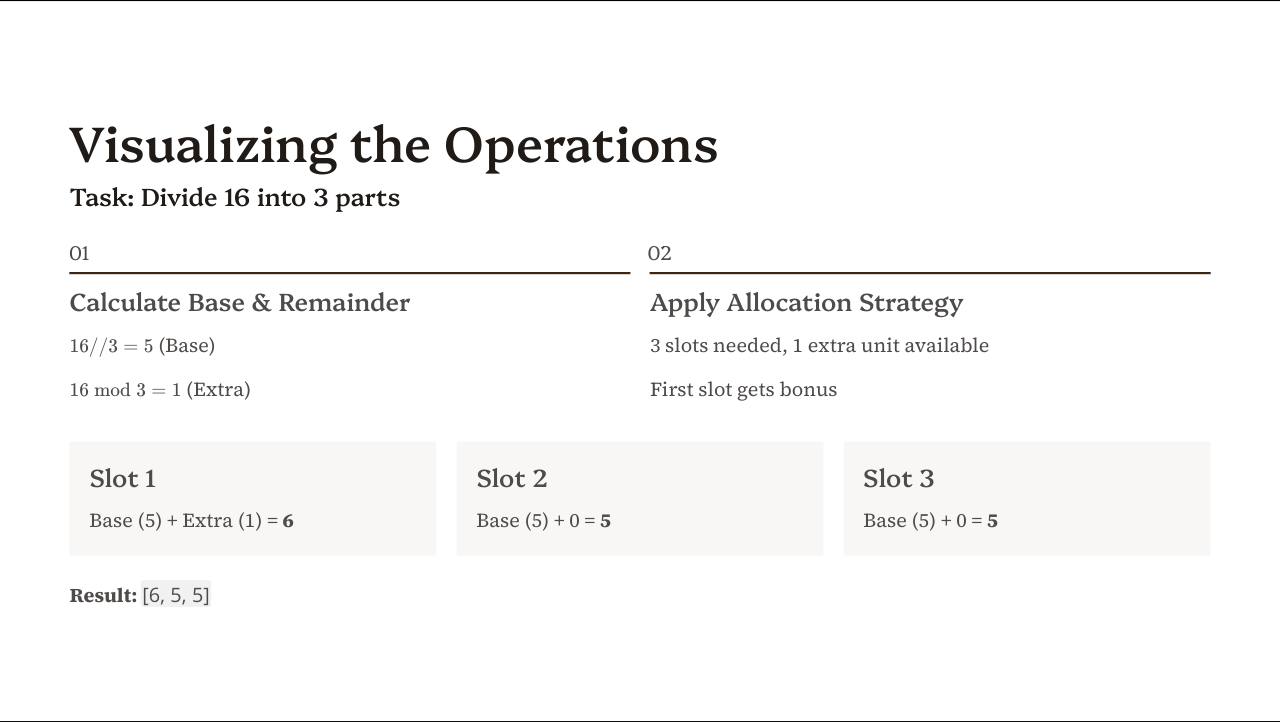 Visualizing the Operations
Task: Divide 16 into 3 parts
01
Calculate Base & Remainder
16//3 = 5 (Base)
16 mod 3 = 1 (Extra)
02
Apply Allocation Strategy
3 slots needed, 1 extra unit available
First slot gets bonus
Slot 1
Base (5) + Extra (1) = 6
Slot 2
Base (5) + 0 = 5
Slot 3
Base (5) + 0 = 5
Result: [6, 5, 5]